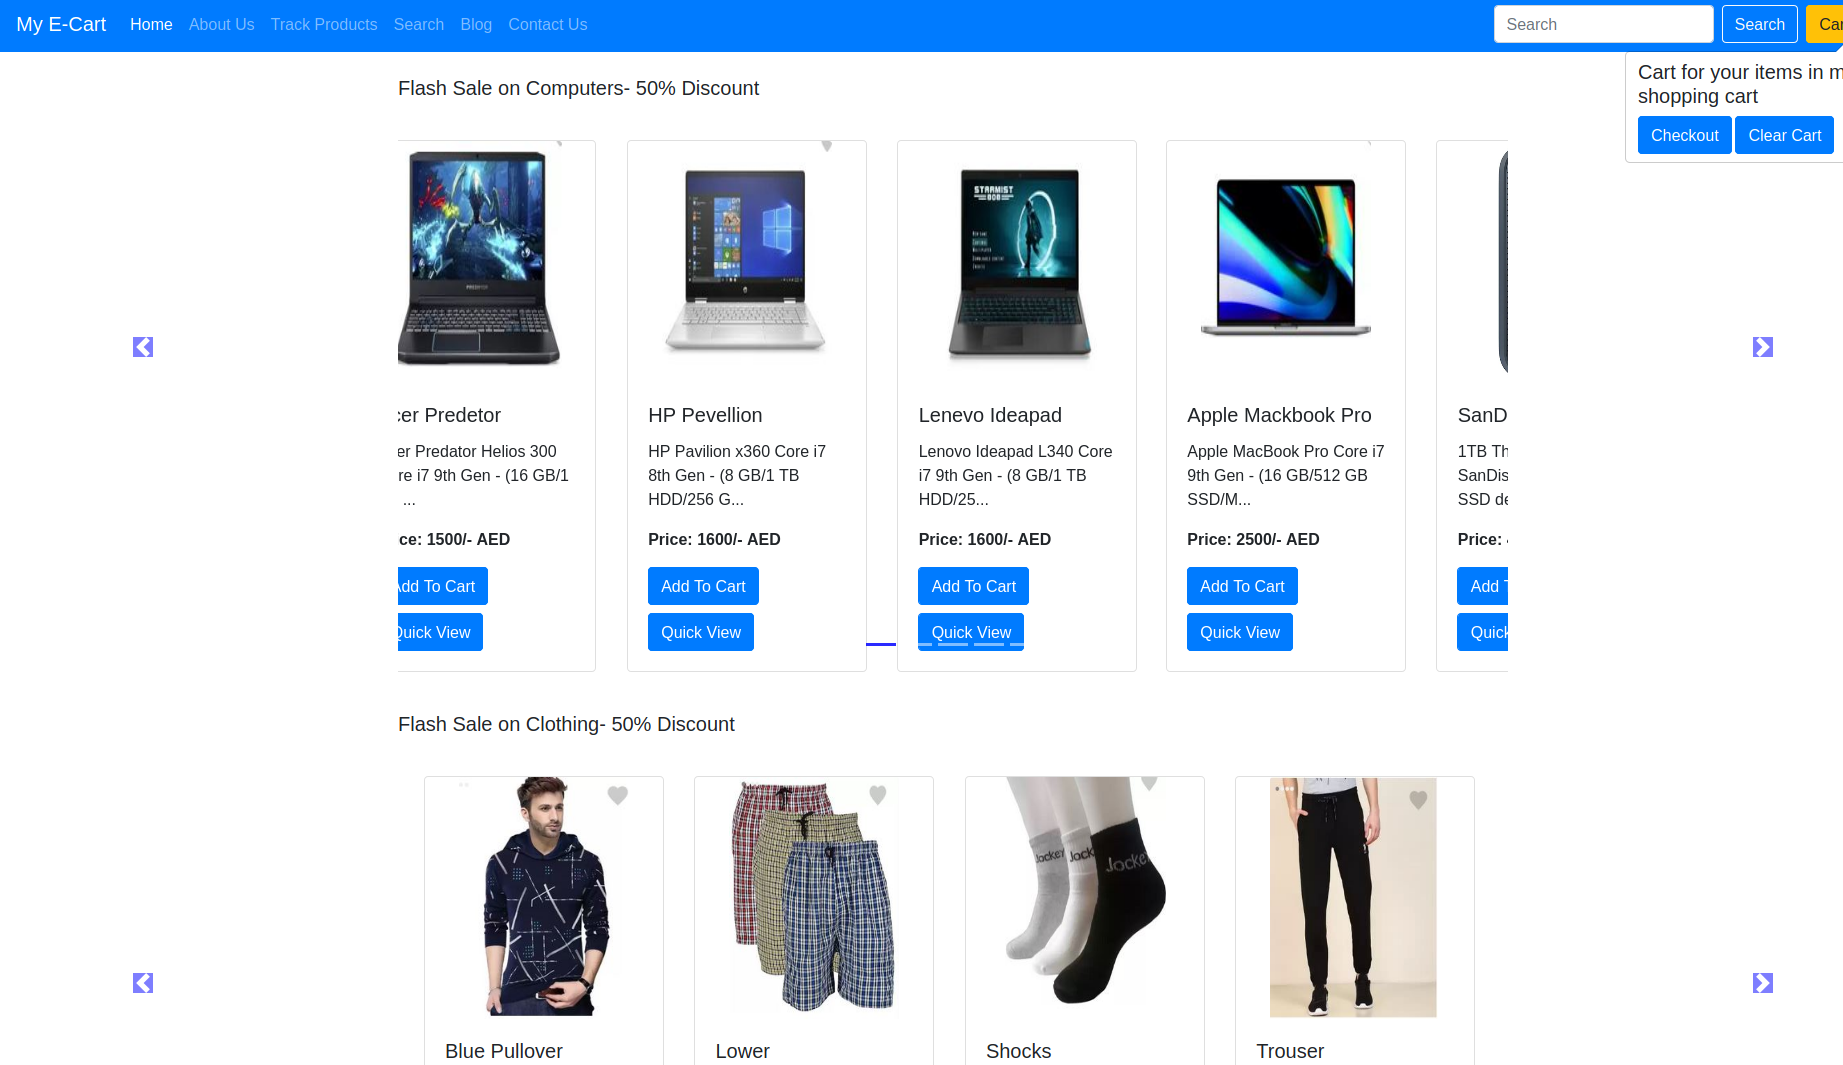 My E-Cart Home About Us Track Products Search Blog Contact Us Search Search Car
Cart for your items in m
shopping cart
Checkout Clear Cart
Flash Sale on Computers- 50% Discount
STARMIST
PREDATOR
cer Predetor
er Predator Helios 300
re i7 9th Gen - (16 GB/1
...
ce: 1500/- AED
Add To Cart
Quick View
HP Pevellion
HP Pavilion x360 Core i7
8th Gen - (8 GB/1 TB
HDD/256 G...
Price: 1600/- AED
Add To Cart
Quick View
Lenevo Ideapad
Lenovo Ideapad L340 Core
i7 9th Gen - (8 GB/1 TB
HDD/25...
Price: 1600/- AED
Add To Cart
Quick View
Apple Mackbook Pro
Apple MacBook Pro Core i7
9th Gen - (16 GB/512 GB
SSD/M...
Price: 2500/- AED
Add To Cart
Quick View
SanD
1TB Th
SanDis
SSD de
Price:
Add T
Quick
Flash Sale on Clothing- 50% Discount
Jockey Jock Jockey
Blue Pullover
Lower
Shocks
Trouser